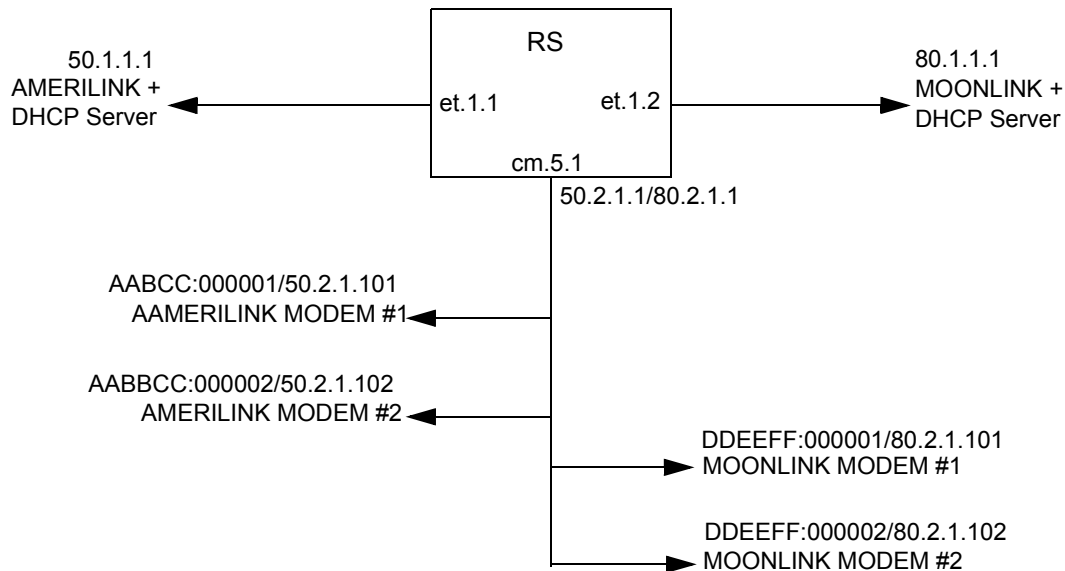 RS
50.1.1.1
AMERILINK +
DHCP Server
et.1.1
et.1.2
80.1.1.1
MOONLINK +
DHCP Server
cm.5.1
50.2.1.1/80.2.1.1
AABCC:000001/50.2.1.101
AAMERILINK MODEM #1
AABBCC:000002/50.2.1.102
AMERILINK MODEM #2
DDEEFF:000001/80.2.1.101
MOONLINK MODEM #1
DDEEFF:000002/80.2.1.102
MOONLINK MODEM #2